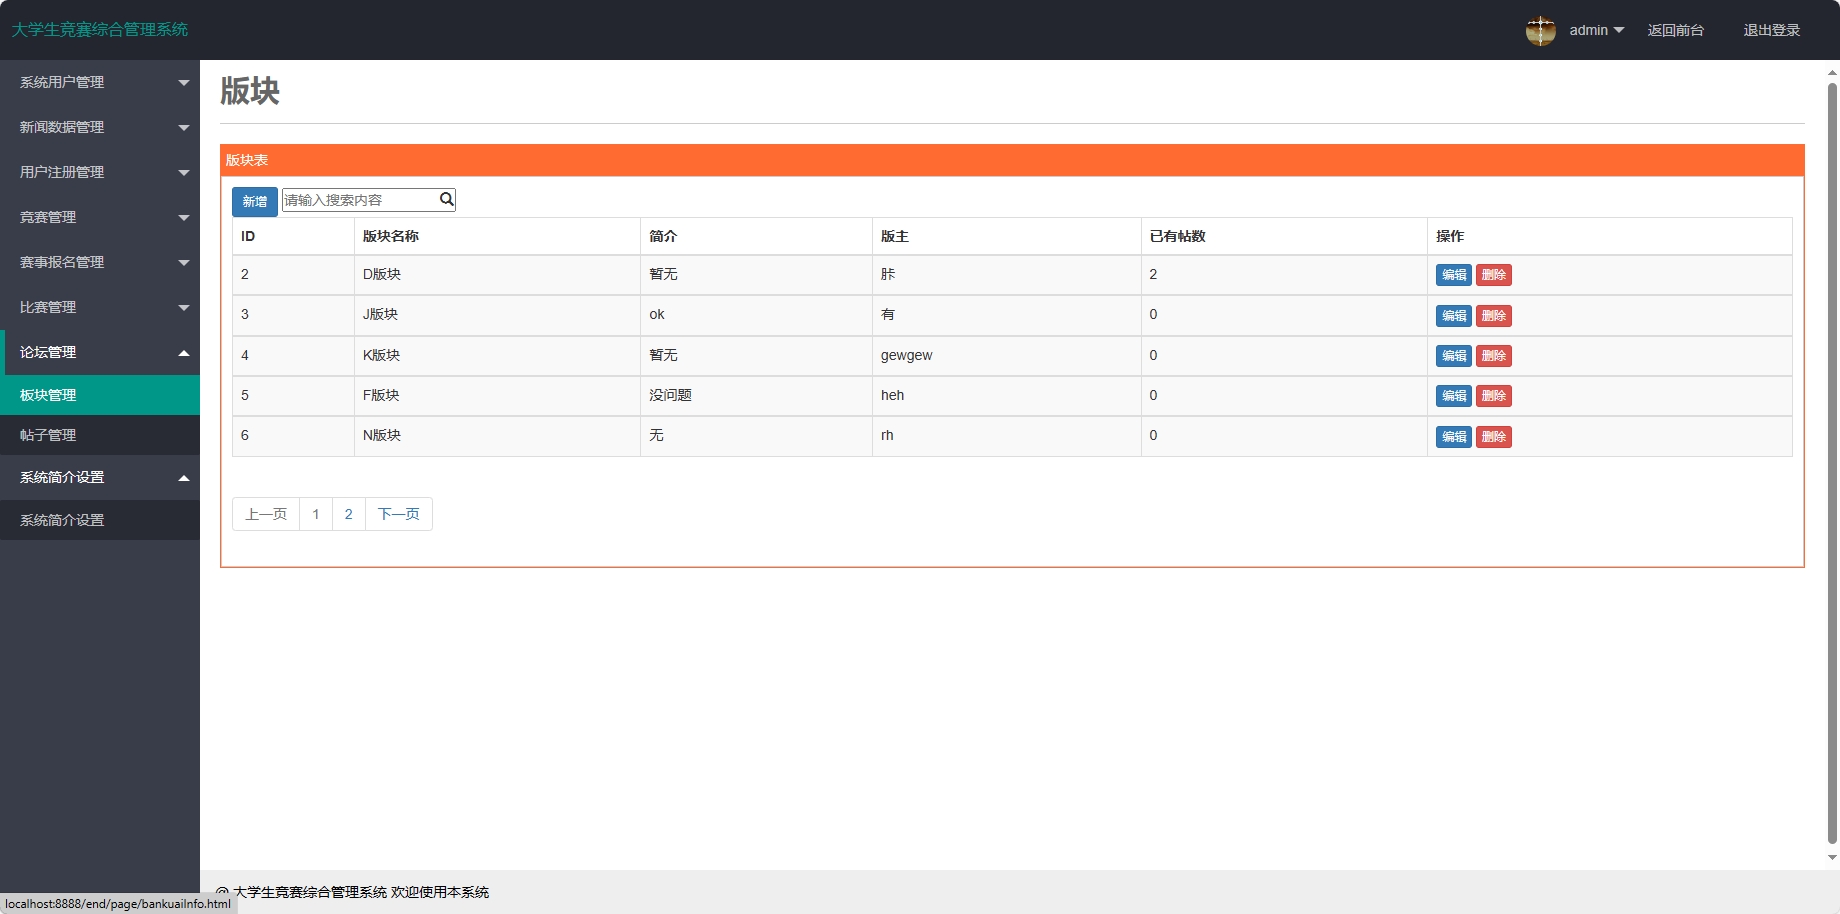 大学生竞赛综合管理系统
admin
返回前台
退出登录
系统用户管理
新闻数据管理
用户注册管理
竞赛管理
赛事报名管理
比赛管理
论坛管理
板块管理
帖子管理
系统简介设置
系统简介设置
版块
版块表
新增 请输入搜索内容
ID 版块名称 简介 版主 已有帖数 操作
2 D版块 暂无 胩 2 编辑 删除
3 J版块 ok 有 0 编辑 删除
4 K版块 暂无 gewgew 0 编辑 删除
5 F版块 没问题 heh 0 编辑 删除
6 N版块 无 rh 0 编辑 删除
上一页 1 2 下一页
@ 大学生竞赛综合管理系统 欢迎使用本系统
localhost:8888/end/page/bankuaiInfo.html